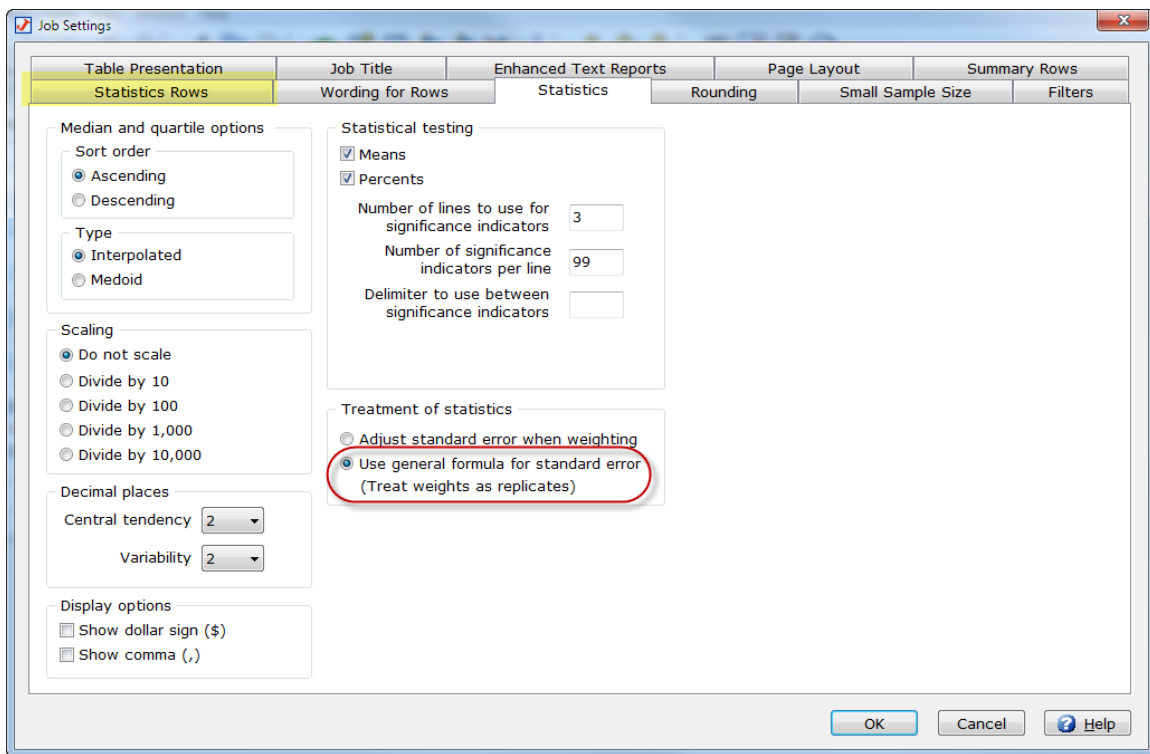 Job Settings
Table Presentation
Job Title
Enhanced Text Reports
Page Layout
Summary Rows
Statistics Rows
Wording for Rows
Statistics
Rounding
Small Sample Size
Filters
Median and quartile options
Sort order
Ascending
Descending
Type
Interpolated
Medoid
Scaling
Do not scale
Divide by 10
Divide by 100
Divide by 1,000
Divide by 10,000
Decimal places
Central tendency 2
Variability 2
Display options
Show dollar sign ($)
Show comma (,)
Statistical testing
Means
Percents
Number of lines to use for
significance indicators 3
Number of significance
indicators per line 99
Delimiter to use between
significance indicators
Treatment of statistics
Adjust standard error when weighting
Use general formula for standard error
(Treat weights as replicates)
OK
Cancel
Help